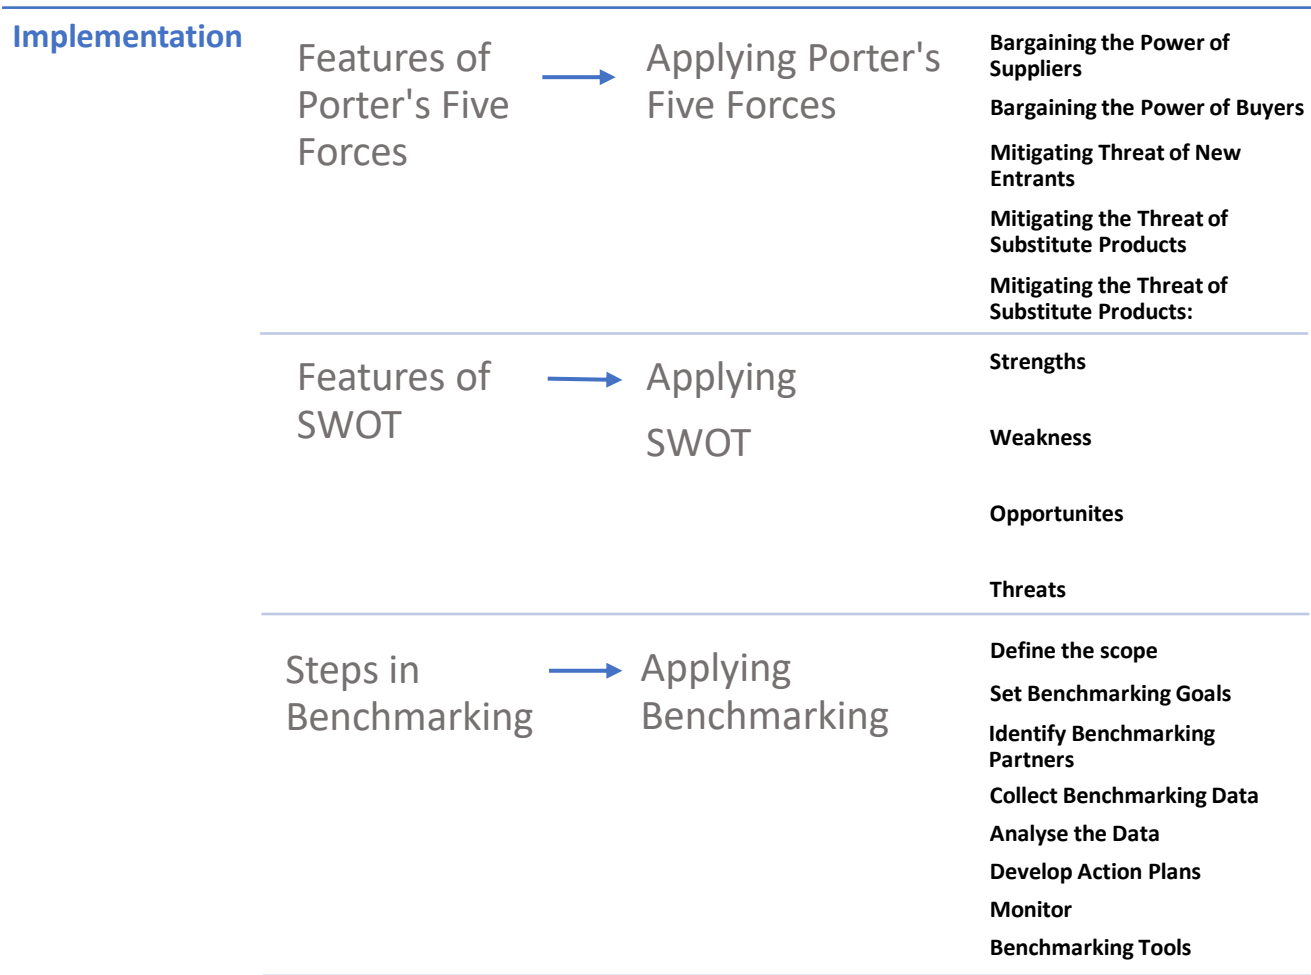 Implementation
Features of
Porter's Five
Forces
Applying Porter's
Five Forces
Bargaining the Power of
Suppliers
Bargaining the Power of Buyers
Mitigating Threat of New
Entrants
Mitigating the Threat of
Substitute Products
Mitigating the Threat of
Substitute Products:
Features of
SWOT
Applying
SWOT
Strengths
Weakness
Opportunites
Threats
Steps in
Benchmarking
Applying
Benchmarking
Define the scope
Set Benchmarking Goals
Identify Benchmarking
Partners
Collect Benchmarking Data
Analyse the Data
Develop Action Plans
Monitor
Benchmarking Tools